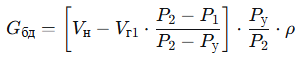 G_бд = [V_н − V_г1 · (P_2 − P_1)/(P_2 − P_у)] · P_у/P_2 · ρ